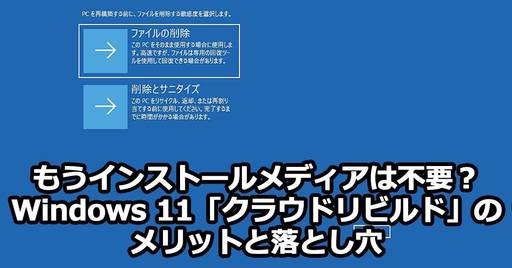 PC を再構築する前に、ファイルを削除する徹底度を選択します。
ファイルの削除
この PC をそのまま使用する場合に使用しま
す。高速ですが、ファイルは専用の回復ツー
ルを使用して回復できる場合があります。
削除とサニタイズ
この PC をリサイクル、返却、または再割り
当てする前に使用してください。完了するま
でに時間がかかる場合があります。
もうインストールメディアは不要?
Windows 11「クラウドリビルド」の
メリットと落とし穴